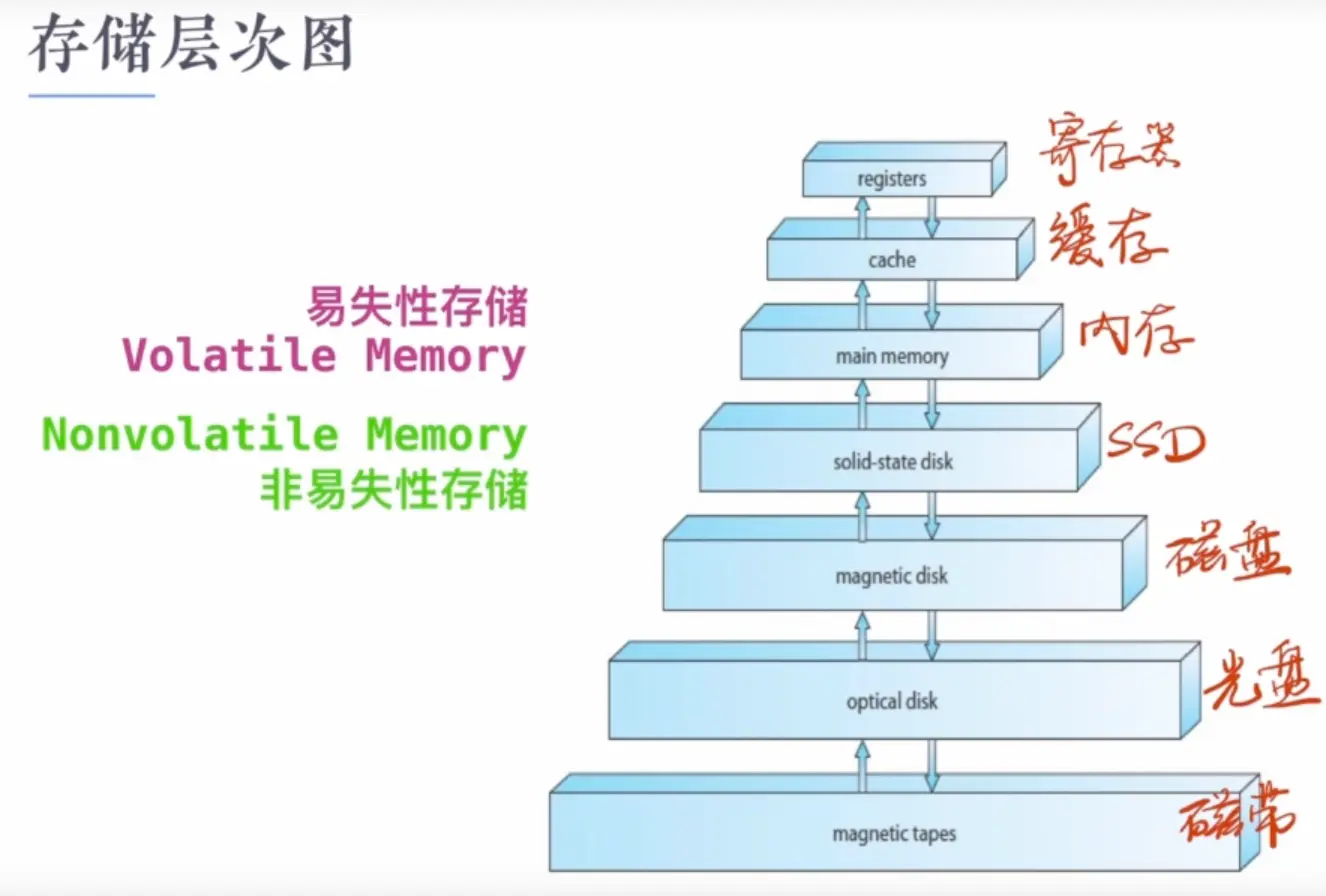 存储层次图
寄存器
registers
缓存
cache
易失性存储
Volatile Memory
内存
main memory
Nonvolatile Memory
非易失性存储
SSD
solid-state disk
磁盘
magnetic disk
光盘
optical disk
磁带
magnetic tapes